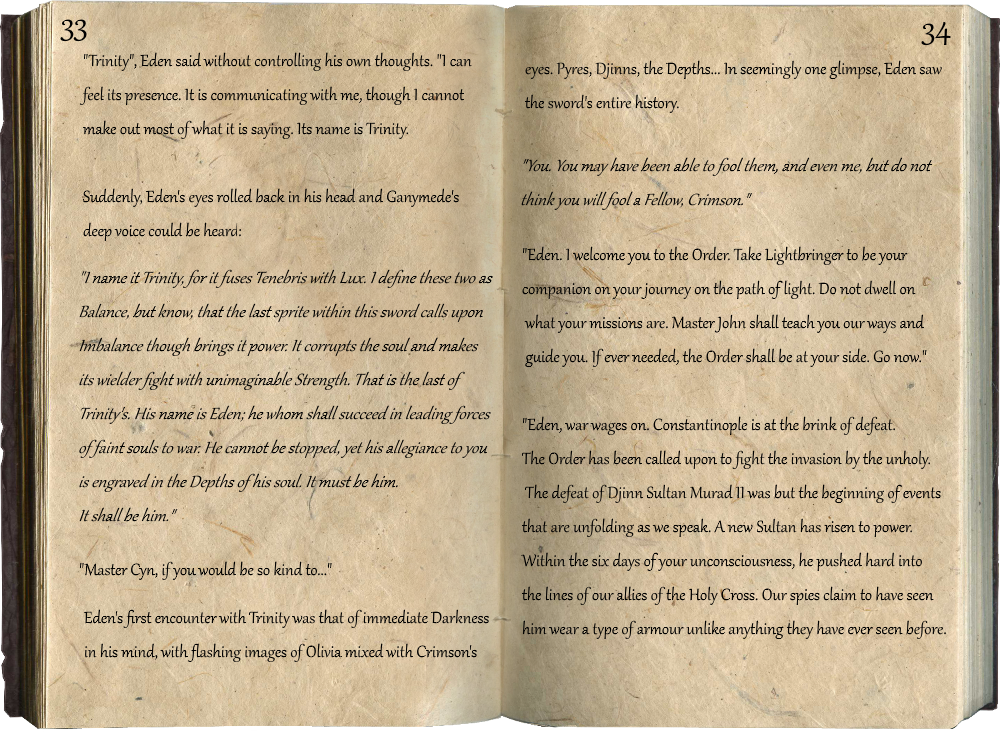 33
"Trinity", Eden said without controlling his own thoughts. "I can
feel its presence. It is communicating with me, though I cannot
make out most of what it is saying. Its name is Trinity.
Suddenly, Eden's eyes rolled back in his head and Ganymede's
deep voice could be heard:
"I name it Trinity, for it fuses Tenebris with Lux. I define these two as
Balance, but know, that the last sprite within this sword calls upon
Imbalance though brings it power. It corrupts the soul and makes
its wielder fight with unimaginable Strength. That is the last of
Trinity's. His name is Eden; he whom shall succeed in leading forces
of faint souls to war. He cannot be stopped, yet his allegiance to you
is engraved in the Depths of his soul. It must be him.
It shall be him."
"Master Cyn, if you would be so kind to..."
Eden's first encounter with Trinity was that of immediate Darkness
in his mind, with flashing images of Olivia mixed with Crimson's
34
eyes. Pyres, Djinns, the Depths... In seemingly one glimpse, Eden saw
the sword's entire history.
"You. You may have been able to fool them, and even me, but do not
think you will fool a Fellow, Crimson."
"Eden. I welcome you to the Order. Take Lightbringer to be your
companion on your journey on the path of light. Do not dwell on
what your missions are. Master John shall teach you our ways and
guide you. If ever needed, the Order shall be at your side. Go now."
"Eden, war wages on. Constantinople is at the brink of defeat.
The Order has been called upon to fight the invasion by the unholy.
The defeat of Djinn Sultan Murad II was but the beginning of events
that are unfolding as we speak. A new Sultan has risen to power.
Within the six days of your unconsciousness, he pushed hard into
the lines of our allies of the Holy Cross. Our spies claim to have seen
him wear a type of armour unlike anything they have ever seen before.